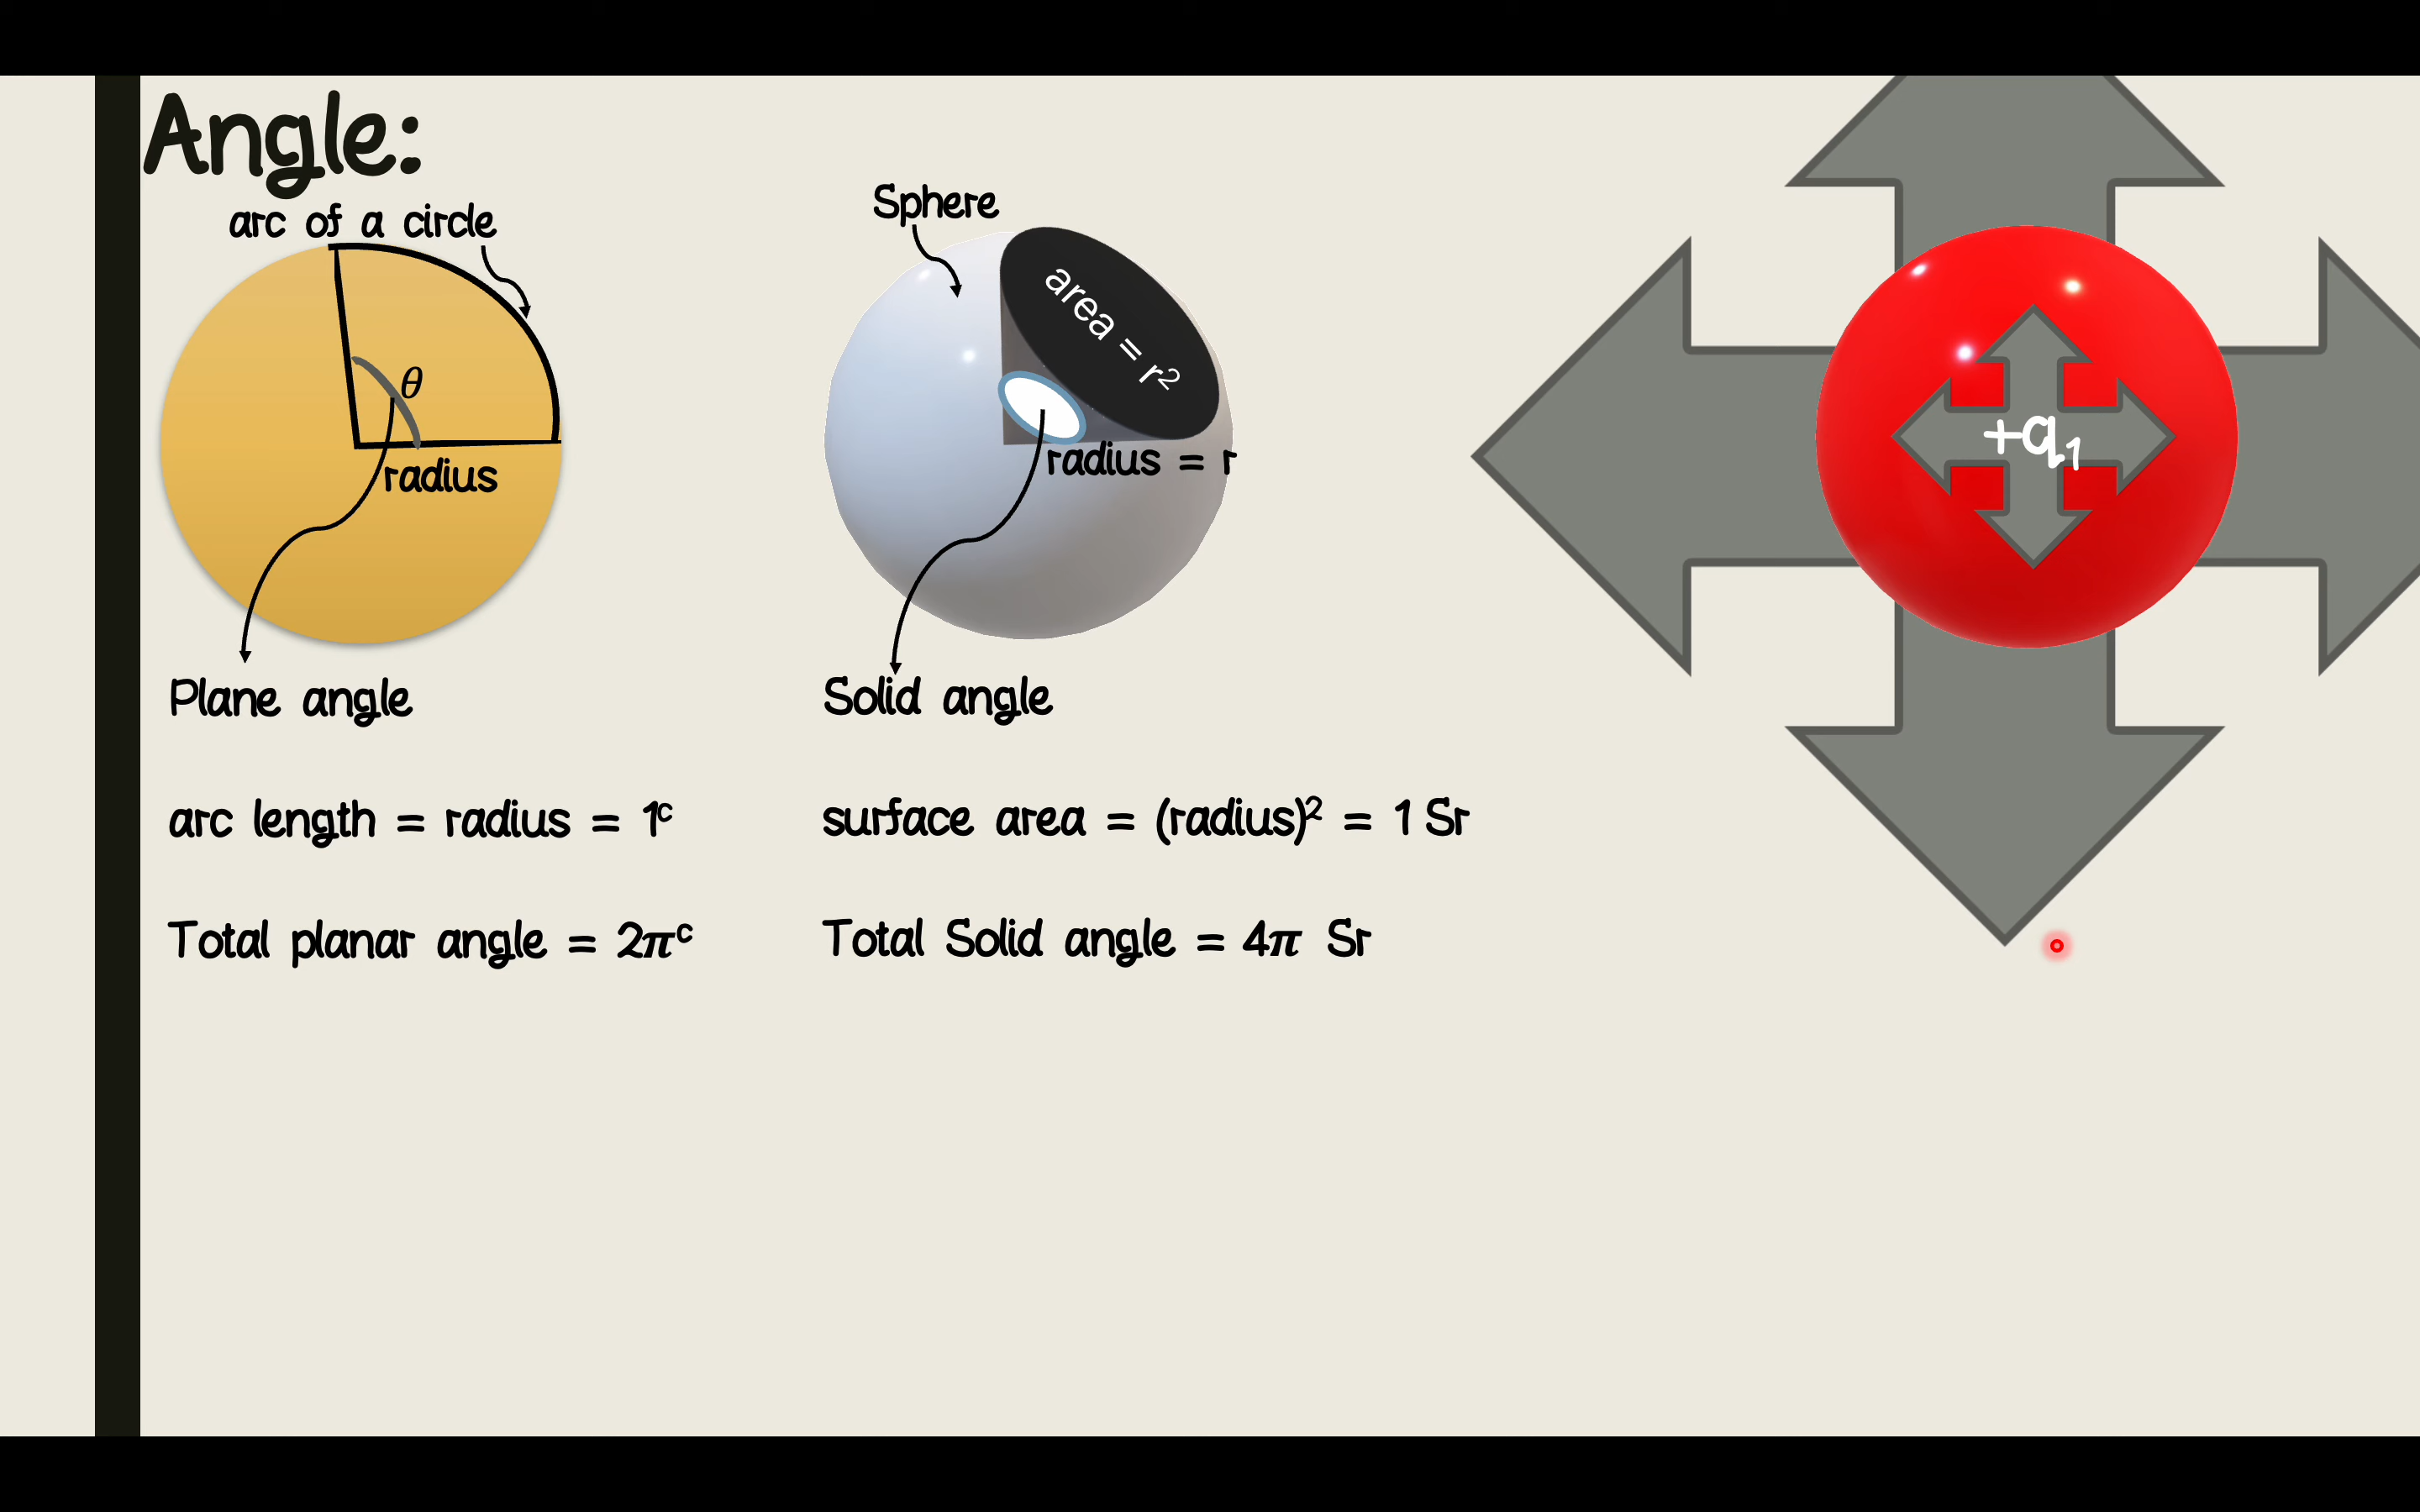 Angle:
arc of a circle
θ
radius
Plane angle
arc length = radius = 1ᶜ
Total planar angle = 2πᶜ
Sphere
area = r²
radius = r
Solid angle
surface area = (radius)² = 1 Sr
Total Solid angle = 4π Sr
+q₁